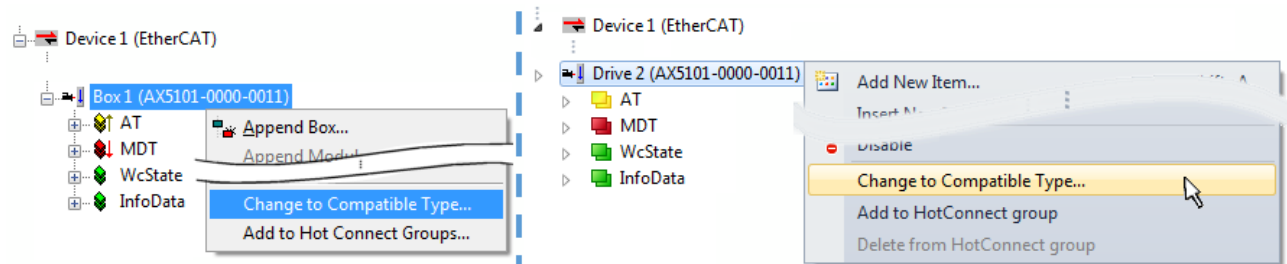 Device 1 (EtherCAT)
Box 1 (AX5101-0000-0011)
AT
MDT
WcState
InfoData
Append Box...
Change to Compatible Type...
Add to Hot Connect Groups...
Device 1 (EtherCAT)
Drive 2 (AX5101-0000-0011)
AT
MDT
WcState
InfoData
Add New Item...
Disable
Change to Compatible Type...
Add to HotConnect group
Delete from HotConnect group